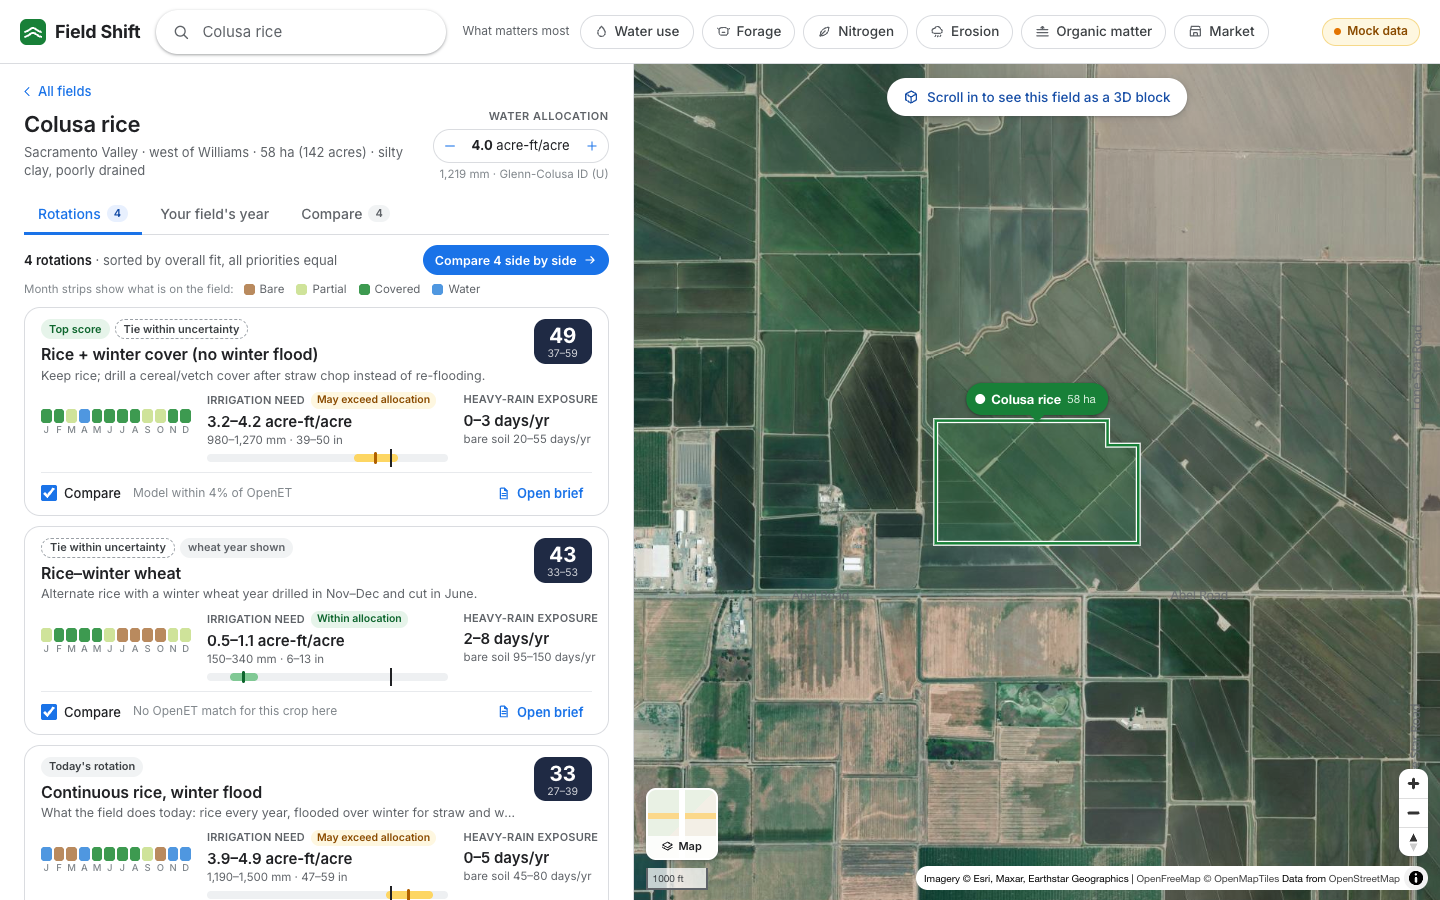 Field Shift
Colusa rice
What matters most
Water use
Forage
Nitrogen
Erosion
Organic matter
Market
Mock data
All fields
Colusa rice
Sacramento Valley · west of Williams · 58 ha (142 acres) · silty
clay, poorly drained
WATER ALLOCATION
− 4.0 acre-ft/acre +
1,219 mm · Glenn-Colusa ID (U)
Rotations 4
Your field's year
Compare 4
4 rotations · sorted by overall fit, all priorities equal
Compare 4 side by side →
Month strips show what is on the field:
Bare
Partial
Covered
Water
Top score
Tie within uncertainty
49
37–59
Rice + winter cover (no winter flood)
Keep rice; drill a cereal/vetch cover after straw chop instead of re-flooding.
J F M A M J J A S O N D
IRRIGATION NEED
May exceed allocation
3.2–4.2 acre-ft/acre
980–1,270 mm · 39–50 in
HEAVY-RAIN EXPOSURE
0–3 days/yr
bare soil 20–55 days/yr
Compare
Model within 4% of OpenET
Open brief
Tie within uncertainty
wheat year shown
43
33–53
Rice–winter wheat
Alternate rice with a winter wheat year drilled in Nov–Dec and cut in June.
J F M A M J J A S O N D
IRRIGATION NEED
Within allocation
0.5–1.1 acre-ft/acre
150–340 mm · 6–13 in
HEAVY-RAIN EXPOSURE
2–8 days/yr
bare soil 95–150 days/yr
Compare
No OpenET match for this crop here
Open brief
Today's rotation
33
27–39
Continuous rice, winter flood
What the field does today: rice every year, flooded over winter for straw and w...
J F M A M J J A S O N D
IRRIGATION NEED
May exceed allocation
3.9–4.9 acre-ft/acre
1,190–1,500 mm · 47–59 in
HEAVY-RAIN EXPOSURE
0–5 days/yr
bare soil 45–80 days/yr
Scroll in to see this field as a 3D block
Colusa rice 58 ha
Abel Road
Abel Road
Map
1000 ft
Imagery © Esri, Maxar, Earthstar Geographics | OpenFreeMap © OpenMapTiles Data from OpenStreetMap